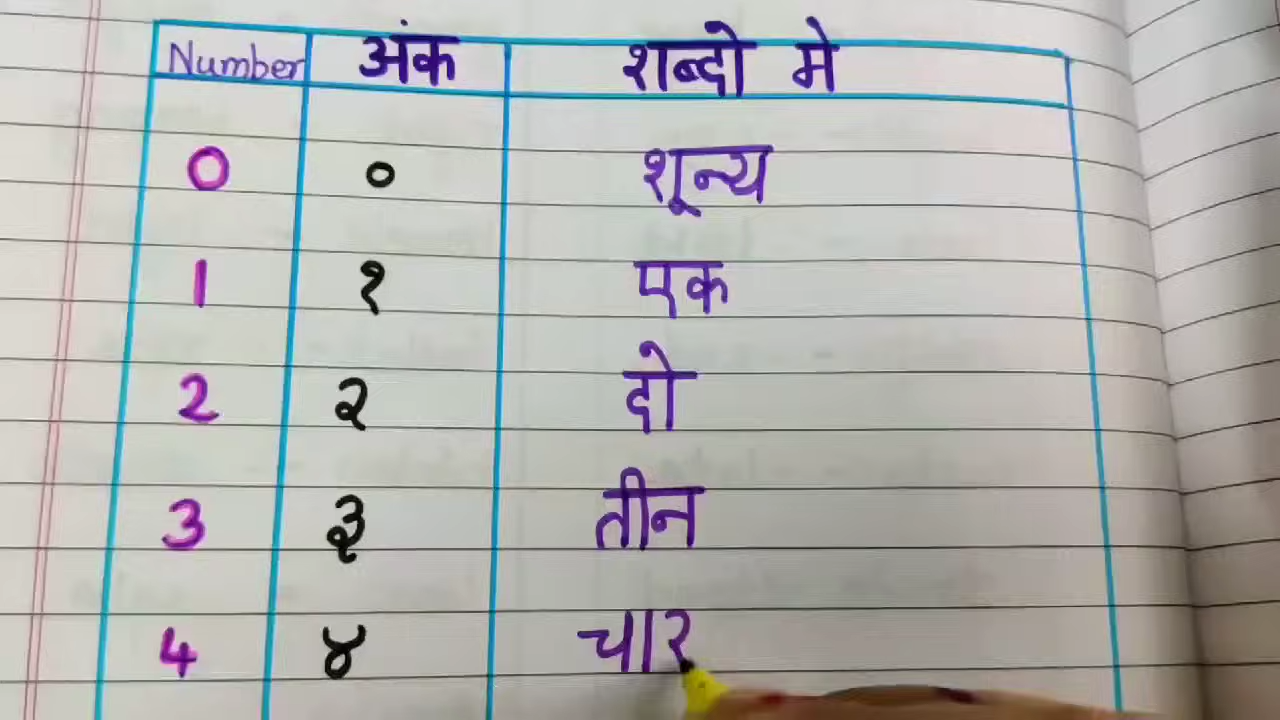 Number अंक शब्दो मे
0 ० शून्य
1 १ एक
2 २ दो
3 ३ तीन
4 ४ चार